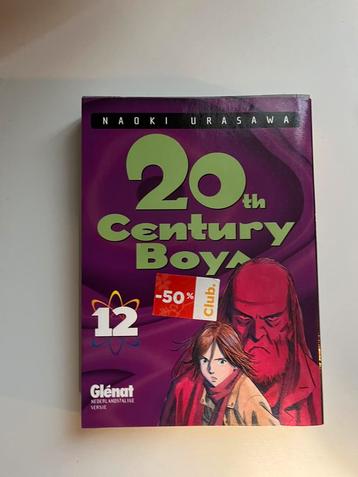 NAOKI URASAWA
20th
Century
Boys
-50%
Club.
12
Glénat
NEDERLANDSTALIGE
VERSIE